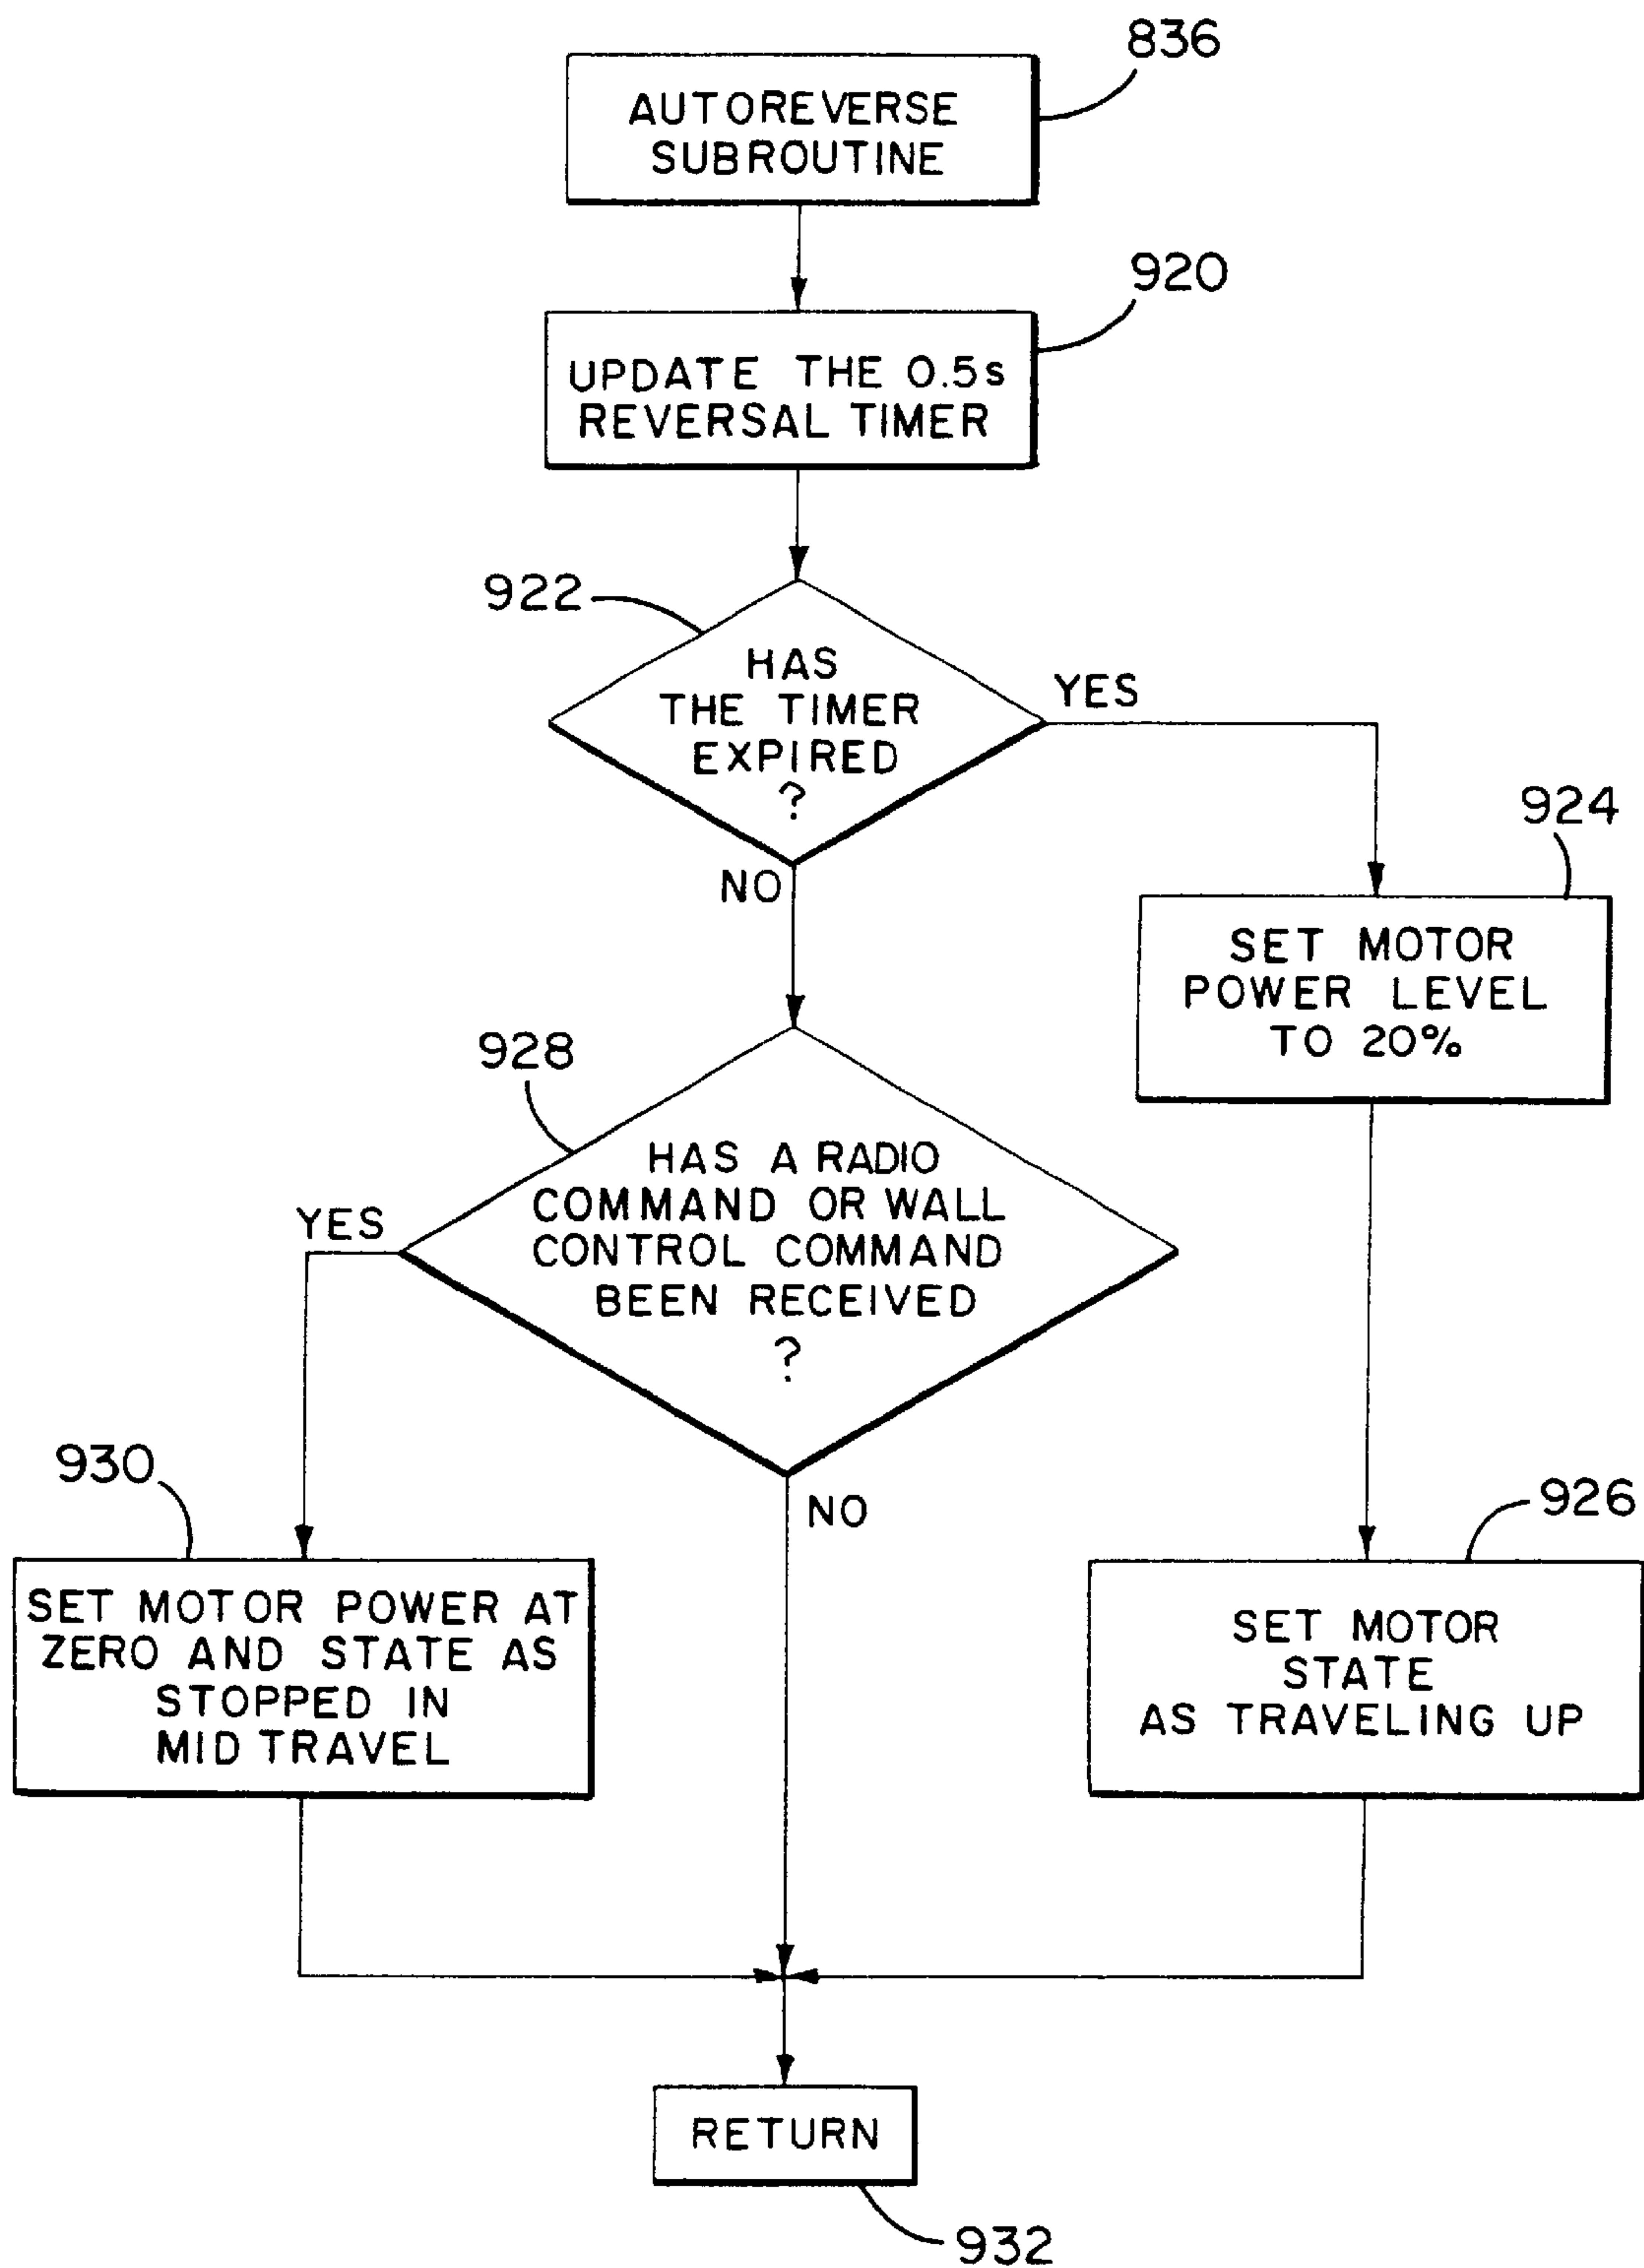 836
AUTOREVERSE
SUBROUTINE
920
UPDATE THE 0.5s
REVERSAL TIMER
922
HAS
THE TIMER
EXPIRED
?
YES
NO
924
SET MOTOR
POWER LEVEL
TO 20%
928
HAS A RADIO
COMMAND OR WALL
CONTROL COMMAND
BEEN RECEIVED
?
YES
NO
930
SET MOTOR POWER AT
ZERO AND STATE AS
STOPPED IN
MID TRAVEL
926
SET MOTOR
STATE
AS TRAVELING UP
RETURN
932